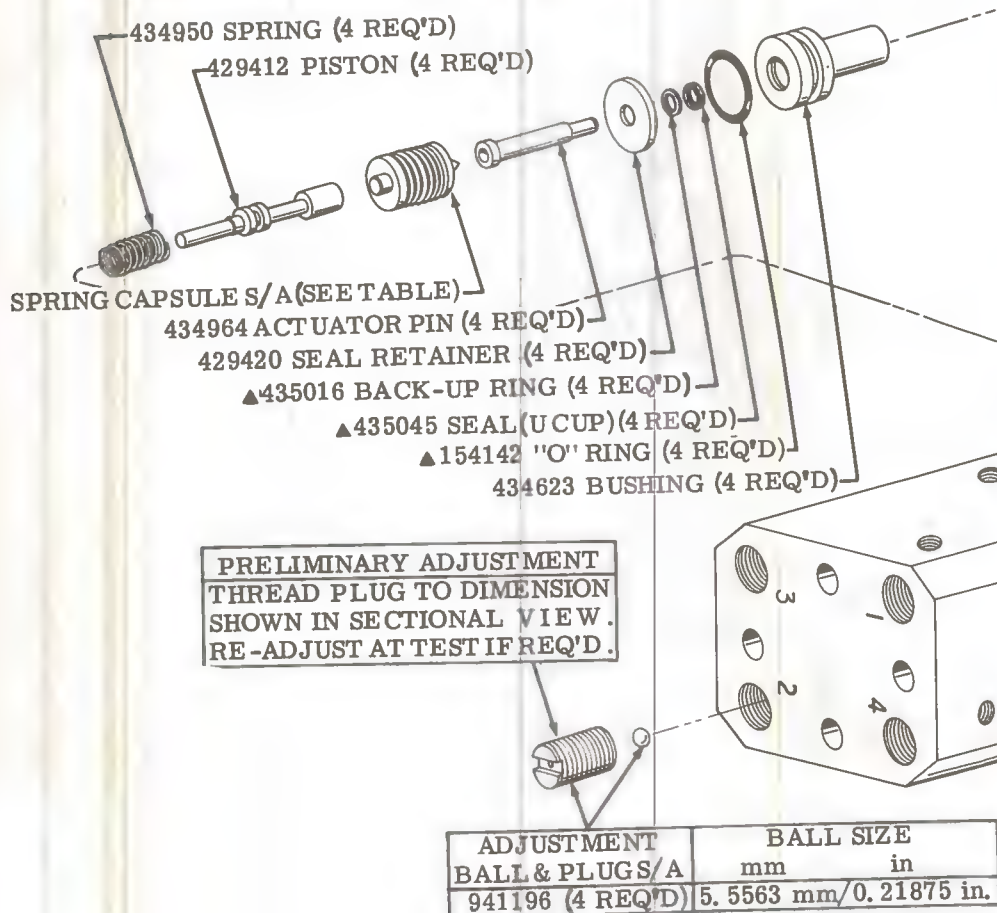 434950 SPRING (4 REQ'D)
429412 PISTON (4 REQ'D)
SPRING CAPSULE S/A (SEE TABLE)
434964 ACTUATOR PIN (4 REQ'D)
429420 SEAL RETAINER (4 REQ'D)
▲435016 BACK-UP RING (4 REQ'D)
▲435045 SEAL (U CUP) (4 REQ'D)
▲154142 "O" RING (4 REQ'D)
434623 BUSHING (4 REQ'D)
PRELIMINARY ADJUSTMENT
THREAD PLUG TO DIMENSION
SHOWN IN SECTIONAL VIEW.
RE-ADJUST AT TEST IF REQ'D.
3 1
2 4
ADJUSTMENT BALL SIZE
BALL & PLUG S/A mm in
941196 (4 REQ'D) 5.5563 mm/0.21875 in.